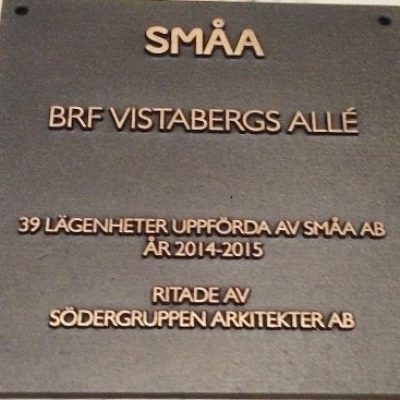 SMÅA
BRF VISTABERGS ALLÉ
39 LÄGENHETER UPPFÖRDA AV SMÅA AB
ÅR 2014-2015
RITADE AV
SÖDERGRUPPEN ARKITEKTER AB